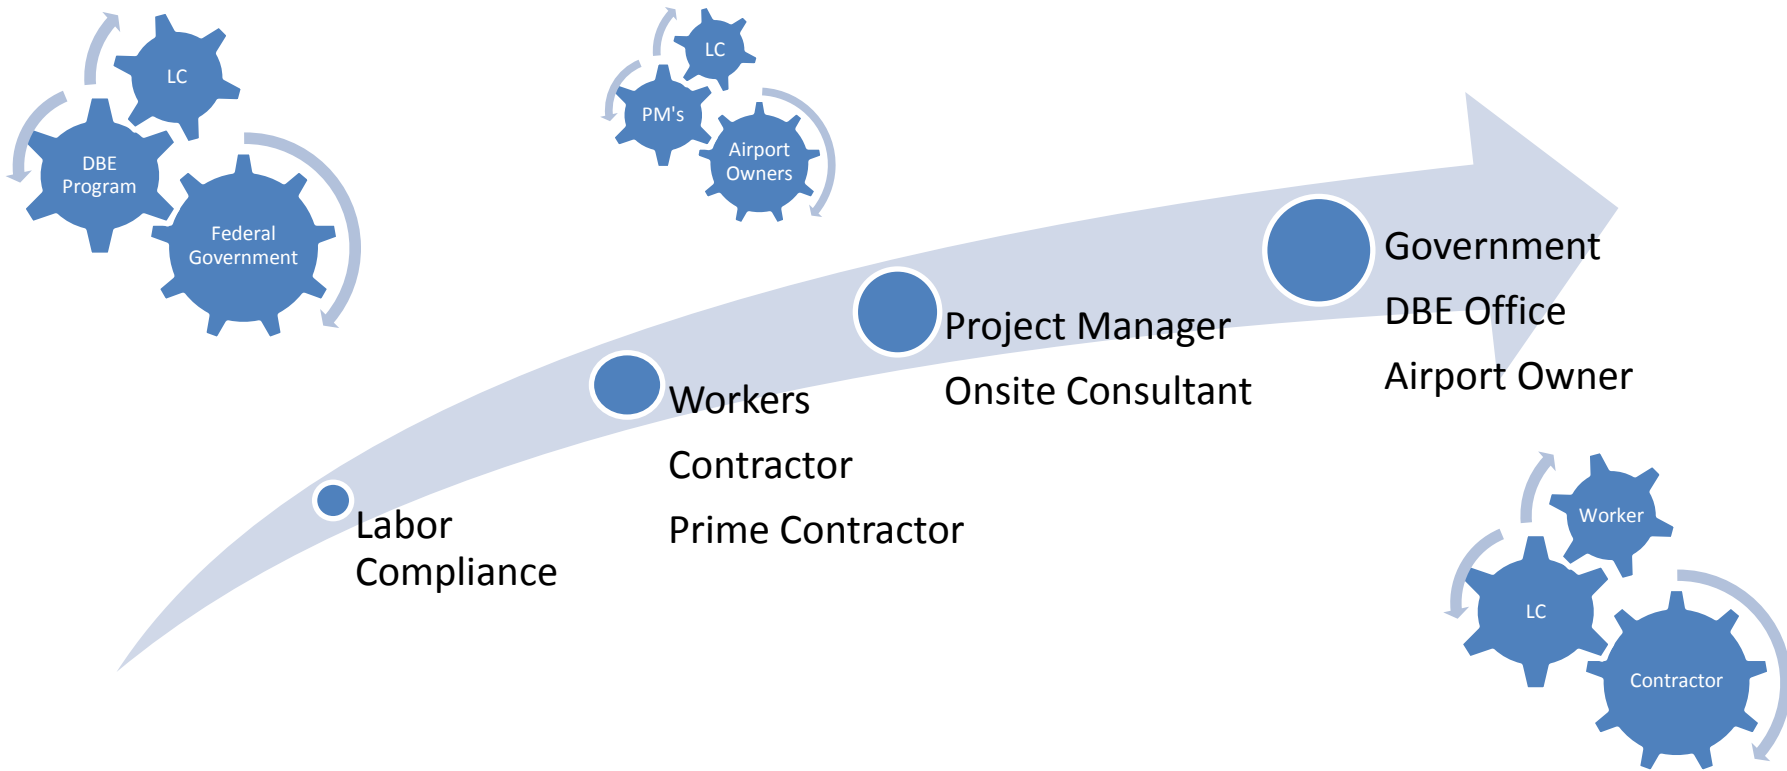 LC
DBE
Program
Federal
Government
LC
PM's
Airport
Owners
Labor
Compliance
Workers
Contractor
Prime Contractor
Project Manager
Onsite Consultant
Government
DBE Office
Airport Owner
Worker
LC
Contractor